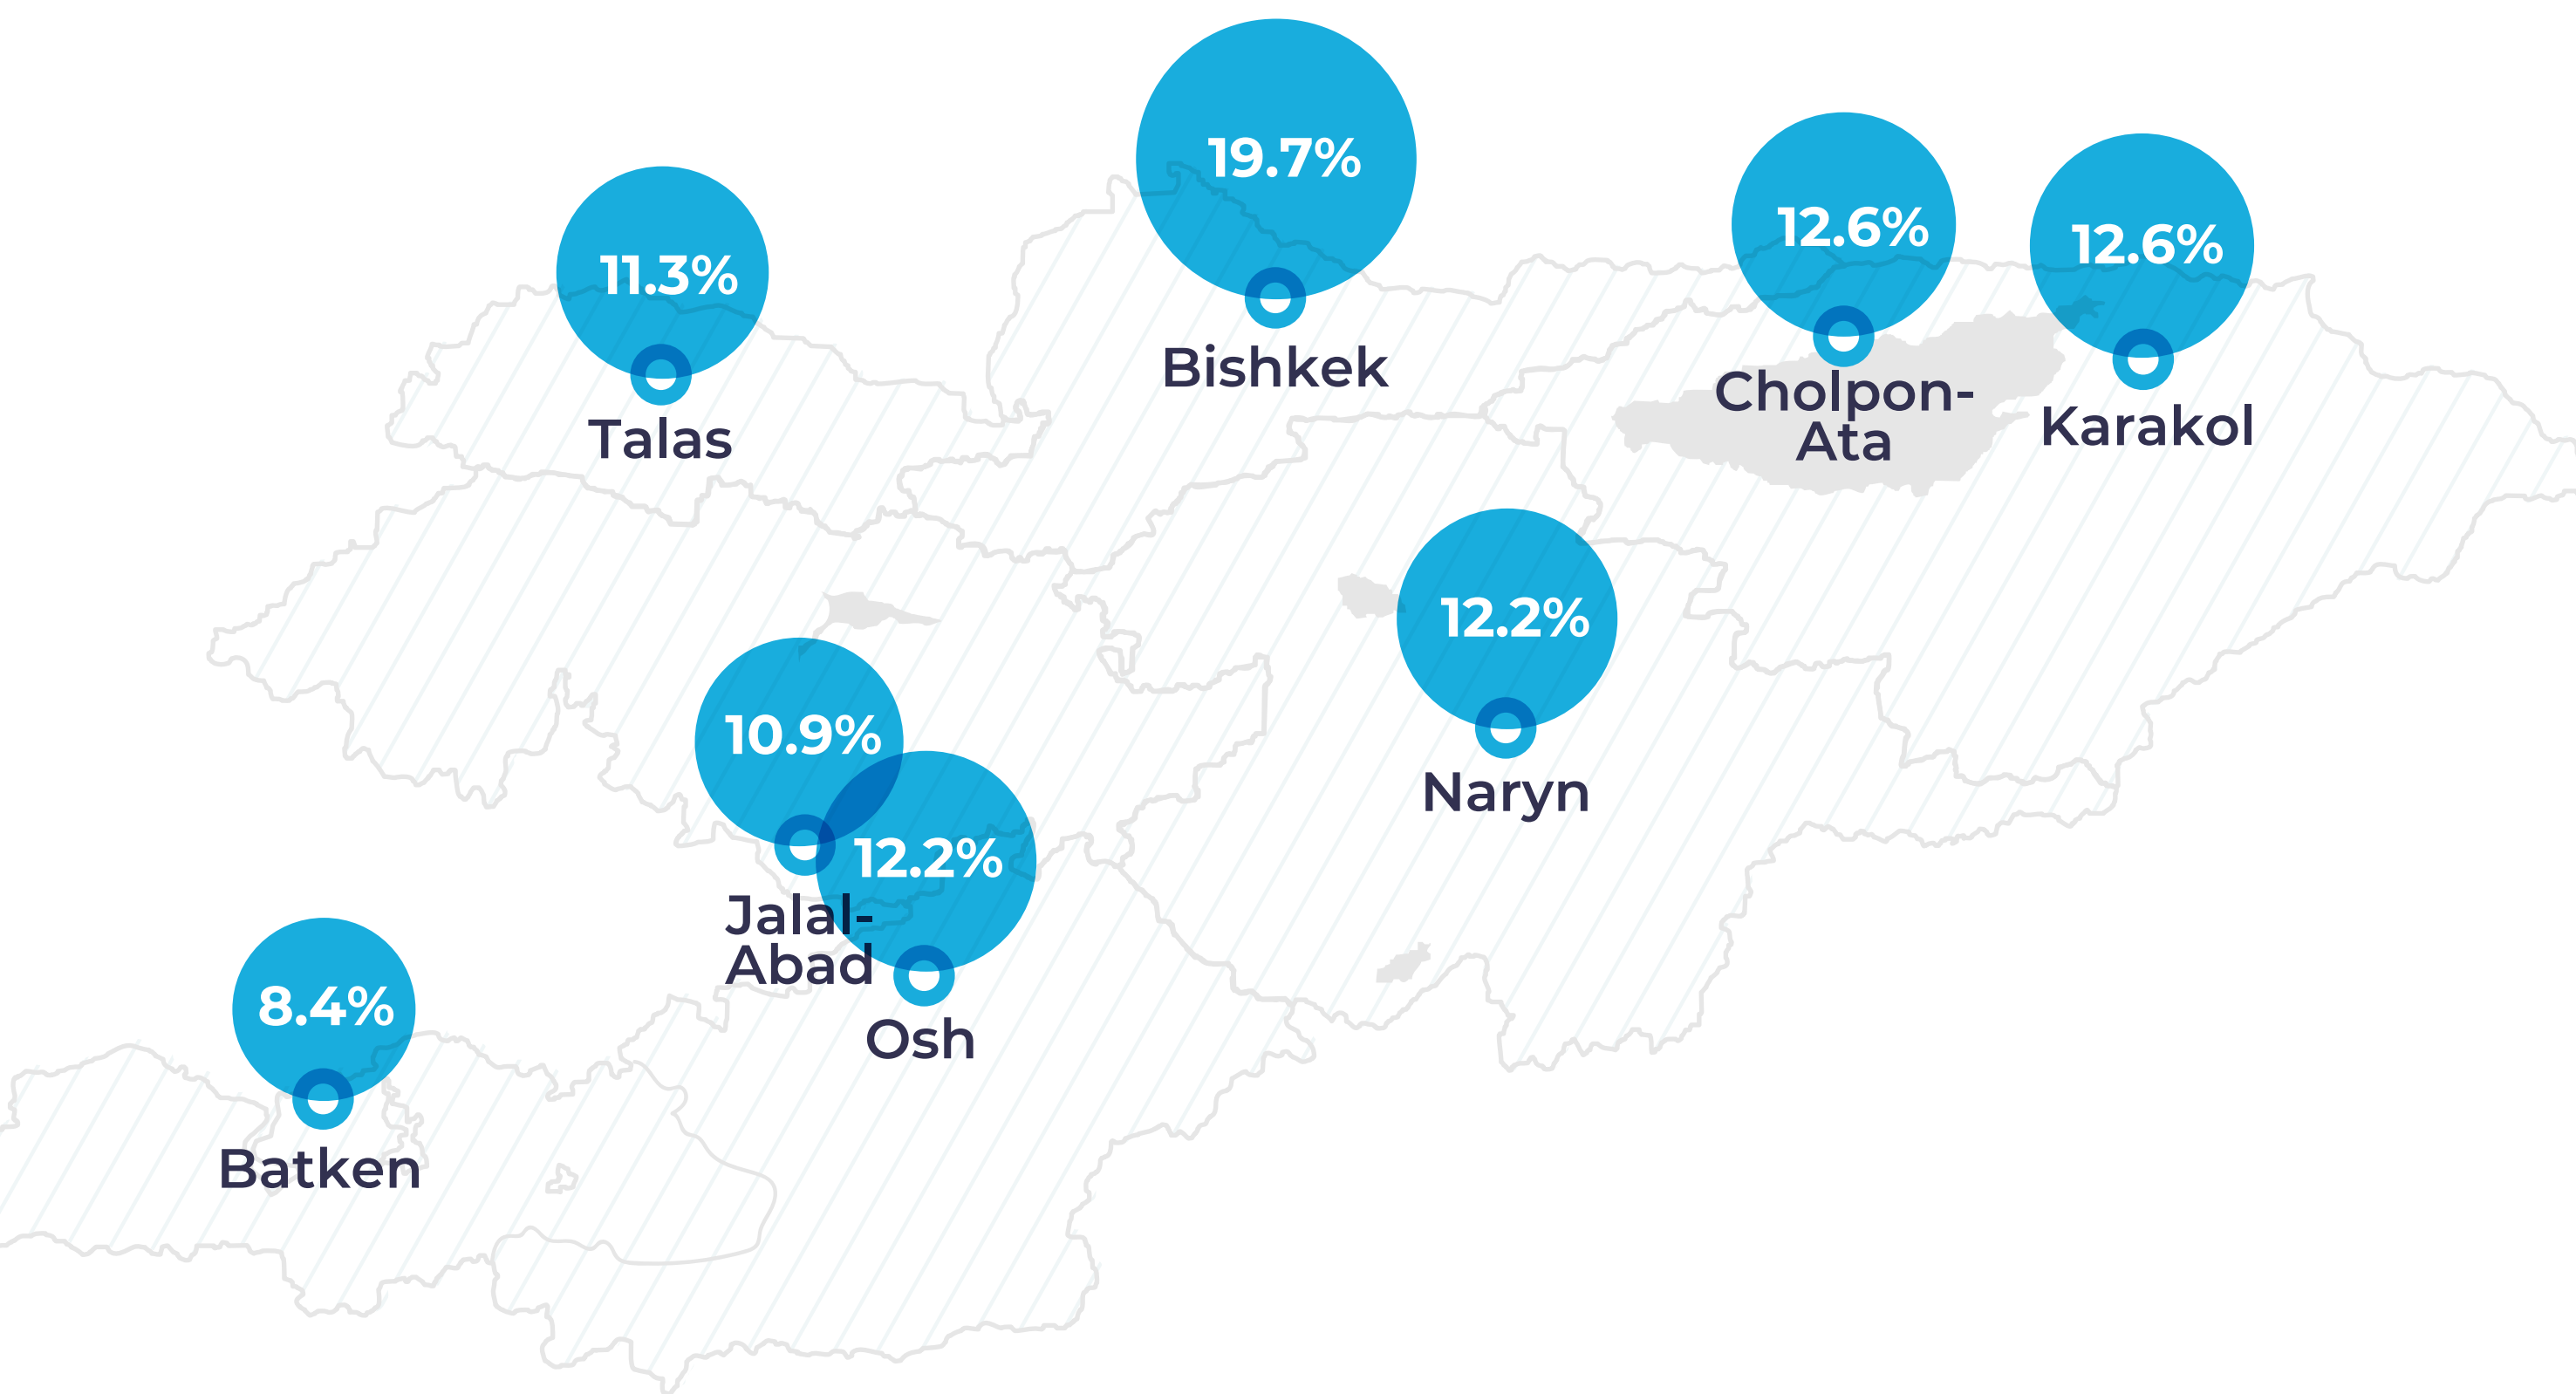 19.7%
Bishkek
12.6%
Cholpon-
Ata
12.6%
Karakol
11.3%
Talas
12.2%
Naryn
10.9%
Jalal-
Abad
12.2%
Osh
8.4%
Batken